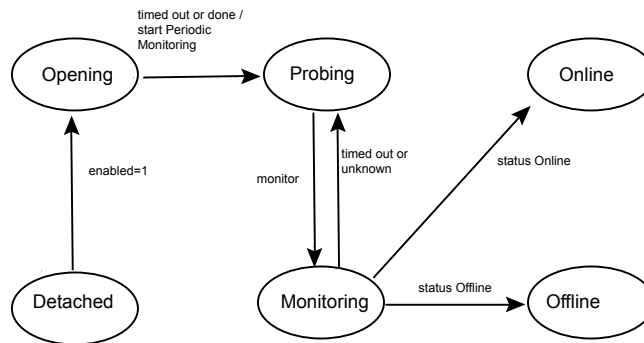 timed out or done /
start Periodic
Monitoring
Opening
Probing
Online
enabled=1
monitor
timed out or
unknown
status Online
Detached
Monitoring
status Offline
Offline